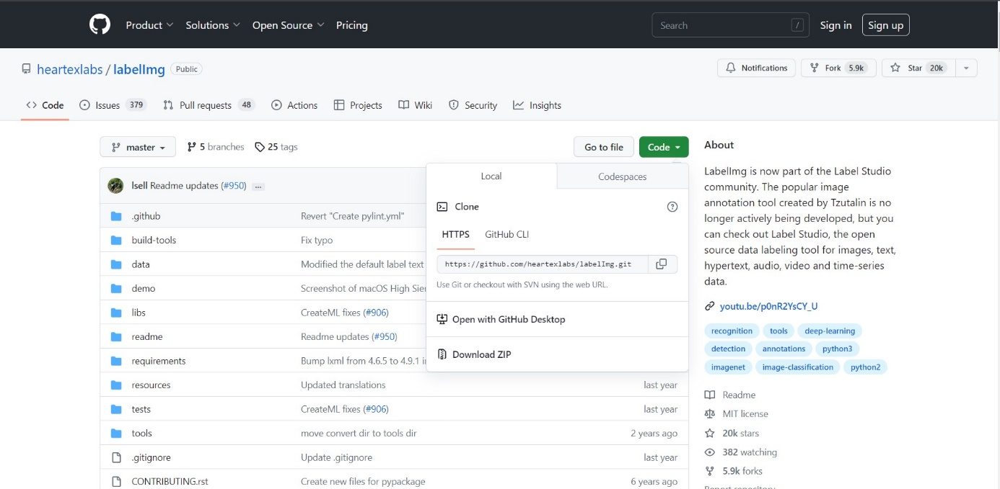 Product Solutions Open Source Pricing Search / Sign in Sign up
heartexlabs / labelImg Public Notifications Fork 5.9k Star 20k
Code Issues 379 Pull requests 48 Actions Projects Wiki Security Insights
master 5 branches 25 tags Go to file Code
lsell Readme updates (#950) ...
.github Revert "Create pylint.yml"
build-tools Fix typo
data Modified the default label text
demo Screenshot of macOS High Sier
libs CreateML fixes (#906)
readme Readme updates (#950)
requirements Bump lxml from 4.6.5 to 4.9.1 i
resources Updated translations last year
tests CreateML fixes (#906) last year
tools move convert dir to tools dir 2 years ago
.gitignore Update .gitignore last year
CONTRIBUTING.rst Create new files for pypackage 6 years ago
Local Codespaces
Clone
HTTPS GitHub CLI
https://github.com/heartexlabs/labelImg.git
Use Git or checkout with SVN using the web URL.
Open with GitHub Desktop
Download ZIP
About
LabelImg is now part of the Label Studio
community. The popular image
annotation tool created by Tzutalin is no
longer actively being developed, but you
can check out Label Studio, the open
source data labeling tool for images, text,
hypertext, audio, video and time-series
data.
youtu.be/p0nR2YsCY_U
recognition tools deep-learning
detection annotations python3
imagenet image-classification python2
Readme
MIT license
20k stars
382 watching
5.9k forks
Report repository